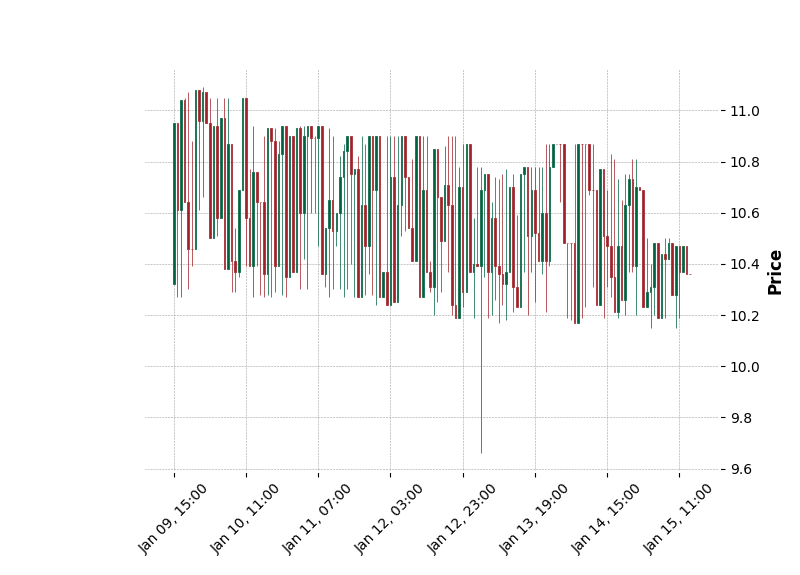 11.0
10.8
10.6
10.4
10.2
10.0
9.8
9.6
Price
Jan 09, 15:00
Jan 10, 11:00
Jan 11, 07:00
Jan 12, 03:00
Jan 12, 23:00
Jan 13, 19:00
Jan 14, 15:00
Jan 15, 11:00